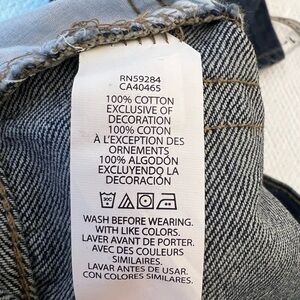 RN59284
CA40465
100% COTTON
EXCLUSIVE OF
DECORATION
100% COTON
À L'EXCEPTION DES
ORNEMENTS
100% ALGODÓN
EXCLUYENDO LA
DECORACIÓN
30C
WASH BEFORE WEARING.
WITH LIKE COLORS.
LAVER AVANT DE PORTER.
AVEC DES COULEURS
SIMILAIRES.
LAVAR ANTES DE USAR.
CON COLORES SIMILARES.